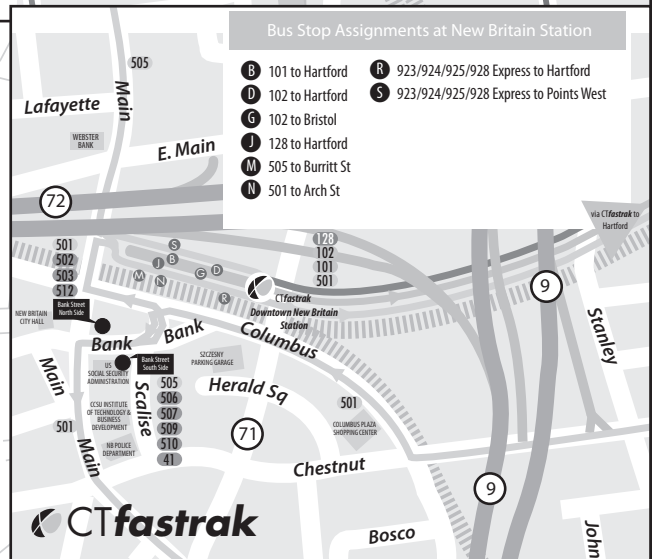 Bus Stop Assignments at New Britain Station
B 101 to Hartford
D 102 to Hartford
G 102 to Bristol
J 128 to Hartford
M 505 to Burritt St
N 501 to Arch St
R 923/924/925/928 Express to Hartford
S 923/924/925/928 Express to Points West
505
Main
Lafayette
WEBSTER
BANK
E. Main
72
via CTfastrak to
Hartford
501
502
503
512
S
B
J
G
D
M
N
R
128
102
101
501
CTfastrak
Downtown New Britain
Station
9
Stanley
Bank Street
North Side
NEW BRITAIN
CITY HALL
Bank
Bank
Columbus
Bank Street
South Side
US
SOCIAL SECURITY
ADMINISTRATION
SZCZESNY
PARKING GARAGE
Main
Scalise
505
506
507
509
510
41
Herald Sq
CCSU INSTITUTE
OF TECHNOLOGY &
BUSINESS
DEVELOPMENT
501
COLUMBUS PLAZA
SHOPPING CENTER
501
Main
NB POLICE
DEPARTMENT
71
Chestnut
9
CTfastrak
Bosco
John